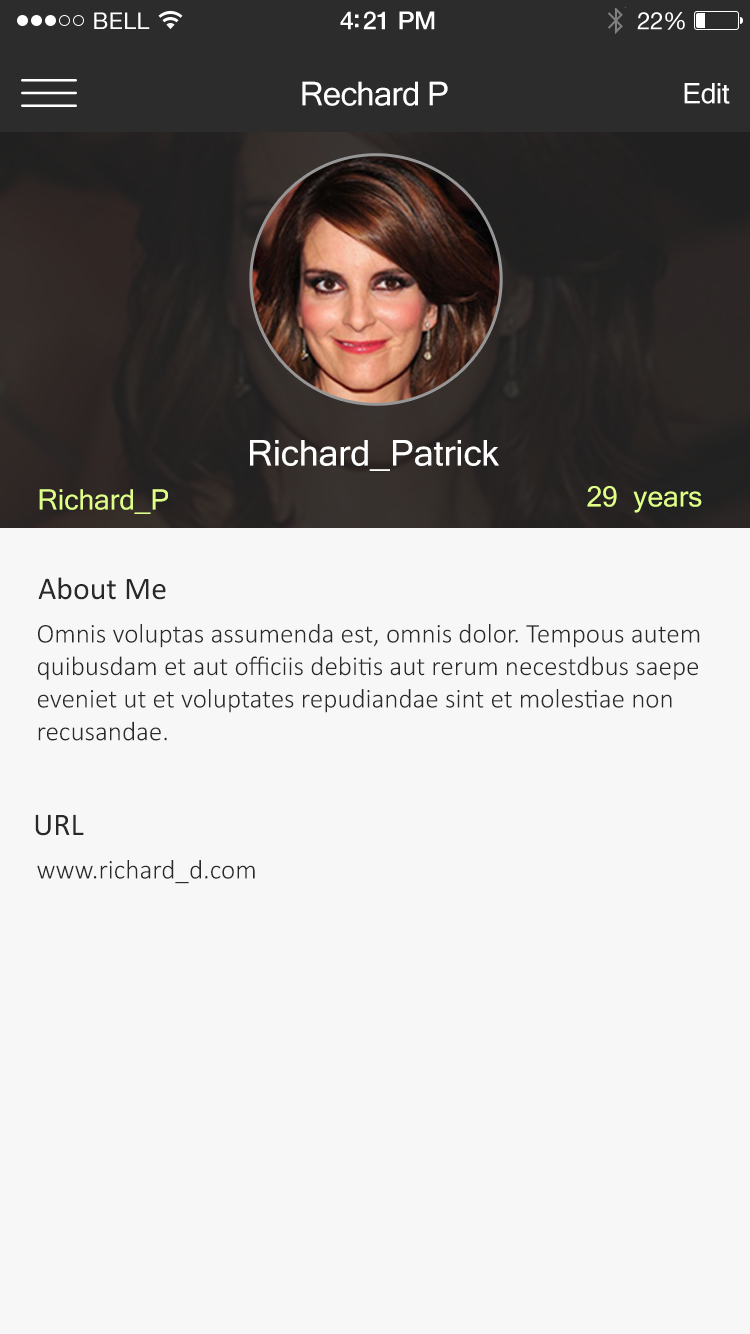 BELL 4:21 PM 22%
Rechard P Edit
Richard_Patrick
Richard_P 29 years
About Me
Omnis voluptas assumenda est, omnis dolor. Tempous autem
quibusdam et aut officiis debitis aut rerum necestdbus saepe
eveniet ut et voluptates repudiandae sint et molestiae non
recusandae.
URL
www.richard_d.com